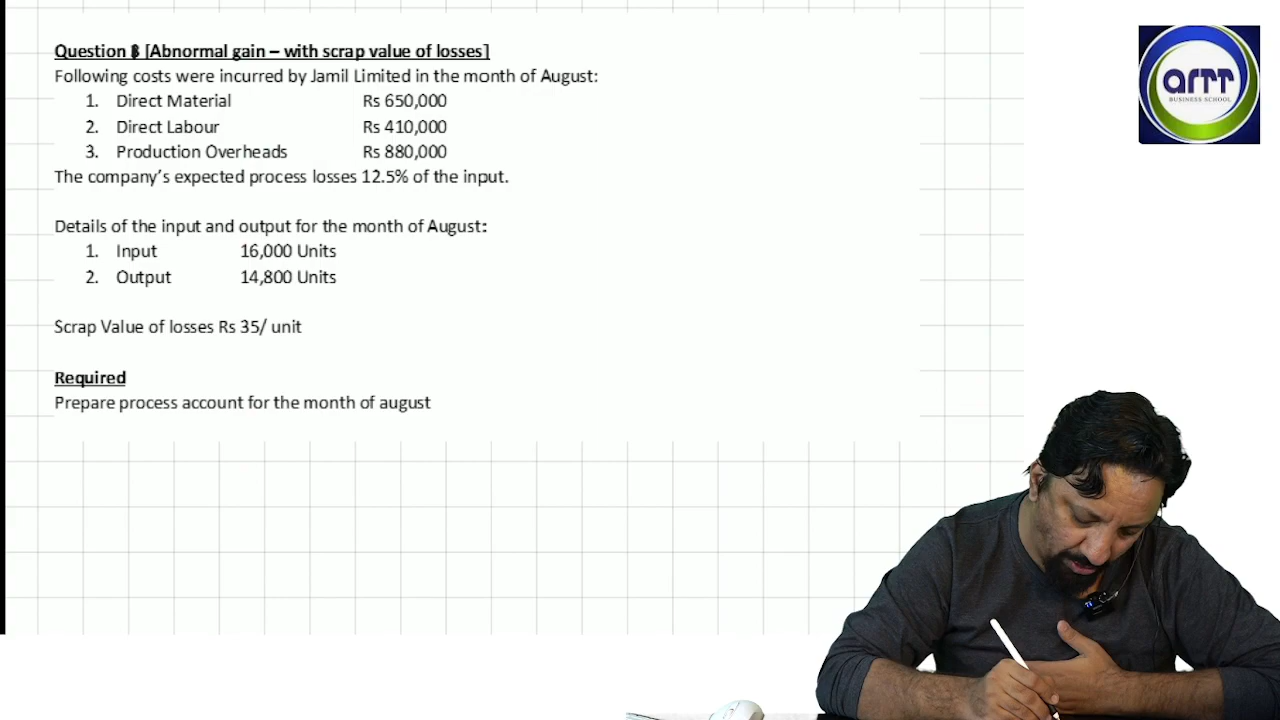 Question [Abnormal gain – with scrap value of losses]
Following costs were incurred by Jamil Limited in the month of August:
1. Direct Material Rs 650,000
2. Direct Labour Rs 410,000
3. Production Overheads Rs 880,000
The company's expected process losses 12.5% of the input.
Details of the input and output for the month of August:
1. Input 16,000 Units
2. Output 14,800 Units
Scrap Value of losses Rs 35/ unit
Required
Prepare process account for the month of august
artt
BUSINESS SCHOOL